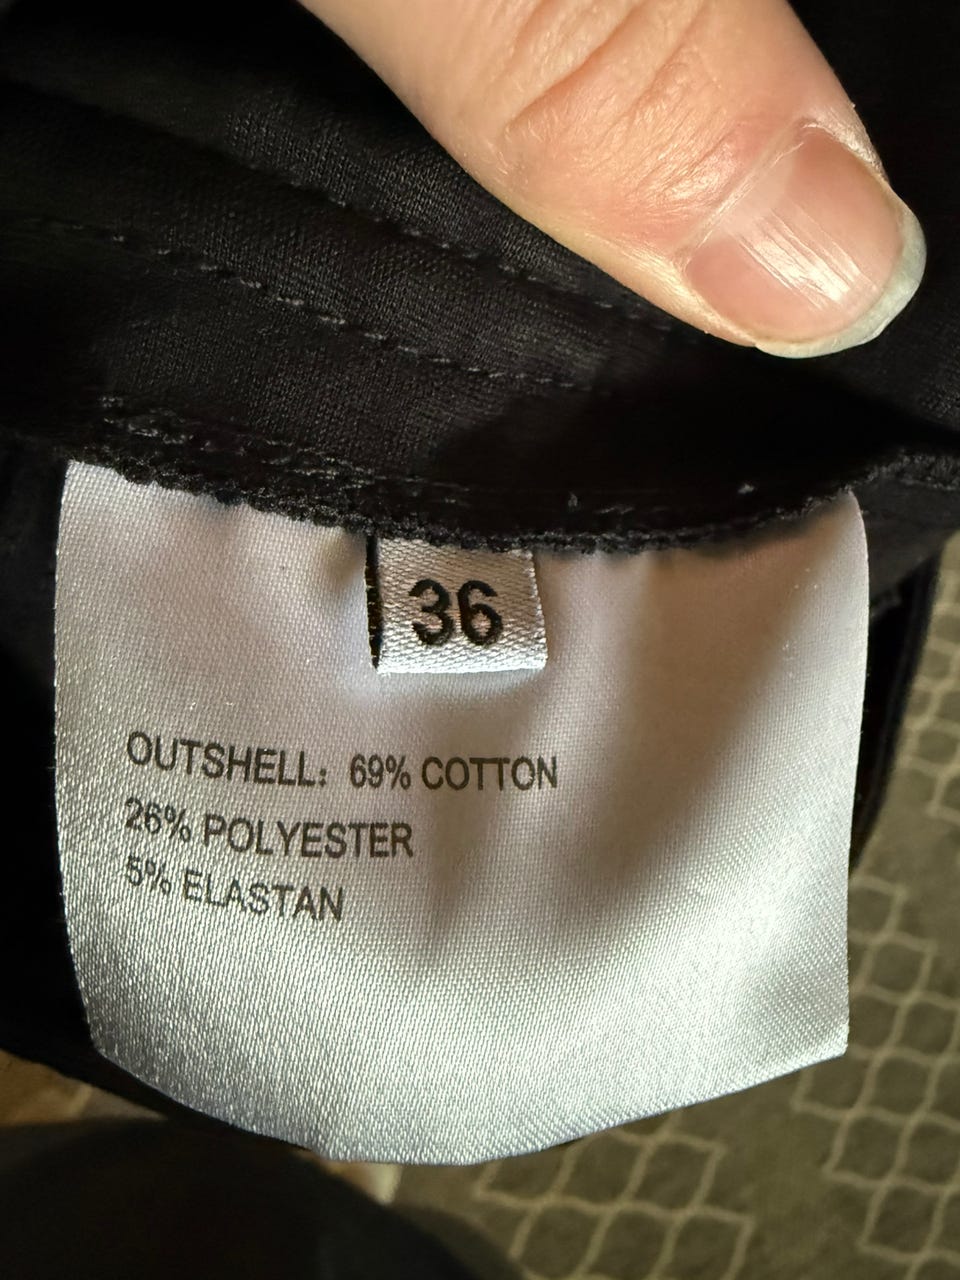 36
OUTSHELL: 69% COTTON
26% POLYESTER
5% ELASTAN